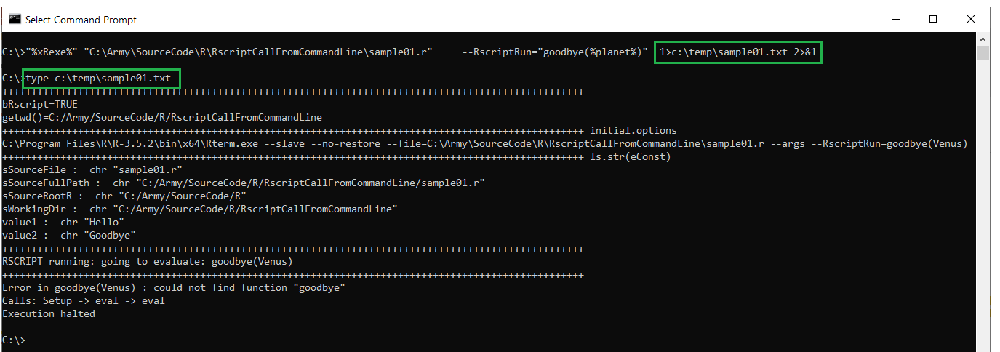 Select Command Prompt
C:\>"%xRexe%" "C:\Army\SourceCode\R\RscriptCallFromCommandLine\sample01.r"     --RscriptRun="goodbye(%planet%)" 1>c:\temp\sample01.txt 2>&1
C:\>type c:\temp\sample01.txt
++++++++++++++++++++++++++++++++++++++++++++++++++++++++++++++++++++++++++++++++++++++++++++++++++++
bRscript=TRUE
getwd()=C:/Army/SourceCode/R/RscriptCallFromCommandLine
++++++++++++++++++++++++++++++++++++++++++++++++++++++++++++++++++++++++++++++++++++++++++++++++++++ initial.options
C:\Program Files\R\R-3.5.2\bin\x64\Rterm.exe --slave --no-restore --file=C:\Army\SourceCode\R\RscriptCallFromCommandLine\sample01.r --args --RscriptRun=goodbye(Venus)
++++++++++++++++++++++++++++++++++++++++++++++++++++++++++++++++++++++++++++++++++++++++++++++++++++ ls.str(eConst)
sSourceFile :  chr "sample01.r"
sSourceFullPath :  chr "C:/Army/SourceCode/R/RscriptCallFromCommandLine/sample01.r"
sSourceRootR :  chr "C:/Army/SourceCode/R"
sWorkingDir :  chr "C:/Army/SourceCode/R/RscriptCallFromCommandLine"
value1 :  chr "Hello"
value2 :  chr "Goodbye"
++++++++++++++++++++++++++++++++++++++++++++++++++++++++++++++++++++++++++++++++++++++++++++++++++++
RSCRIPT running: going to evaluate: goodbye(Venus)
++++++++++++++++++++++++++++++++++++++++++++++++++++++++++++++++++++++++++++++++++++++++++++++++++++
Error in goodbye(Venus) : could not find function "goodbye"
Calls: Setup -> eval -> eval
Execution halted
C:\>